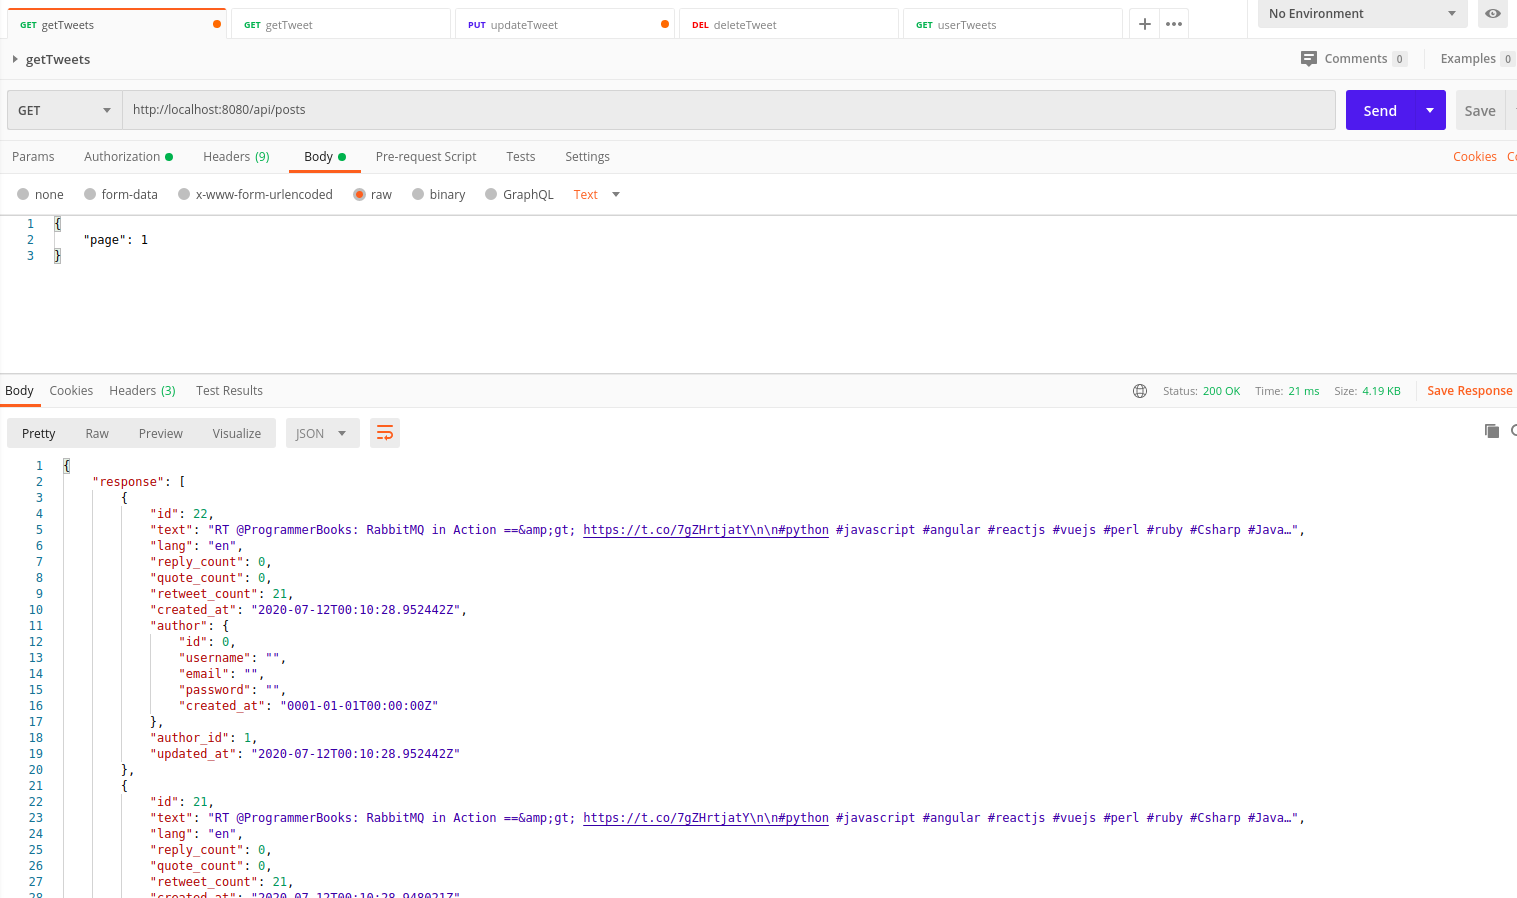 GET getTweets GET getTweet PUT updateTweet DEL deleteTweet GET userTweets No Environment
getTweets Comments 0 Examples 0
GET http://localhost:8080/api/posts Send Save
Params Authorization Headers (9) Body Pre-request Script Tests Settings Cookies
none form-data x-www-form-urlencoded raw binary GraphQL Text
1 {
2 "page": 1
3 }
Body Cookies Headers (3) Test Results Status: 200 OK Time: 21 ms Size: 4.19 KB Save Response
Pretty Raw Preview Visualize JSON
1 {
2 "response": [
3 {
4 "id": 22,
5 "text": "RT @ProgrammerBooks: RabbitMQ in Action ==&amp;gt; https://t.co/7gZHrtjatY\n\n#python #javascript #angular #reactjs #vuejs #perl #ruby #Csharp #Java…",
6 "lang": "en",
7 "reply_count": 0,
8 "quote_count": 0,
9 "retweet_count": 21,
10 "created_at": "2020-07-12T00:10:28.952442Z",
11 "author": {
12 "id": 0,
13 "username": "",
14 "email": "",
15 "password": "",
16 "created_at": "0001-01-01T00:00:00Z"
17 },
18 "author_id": 1,
19 "updated_at": "2020-07-12T00:10:28.952442Z"
20 },
21 {
22 "id": 21,
23 "text": "RT @ProgrammerBooks: RabbitMQ in Action ==&amp;gt; https://t.co/7gZHrtjatY\n\n#python #javascript #angular #reactjs #vuejs #perl #ruby #Csharp #Java…",
24 "lang": "en",
25 "reply_count": 0,
26 "quote_count": 0,
27 "retweet_count": 21,
28 "created_at": "2020-07-12T00:10:28.948021Z",